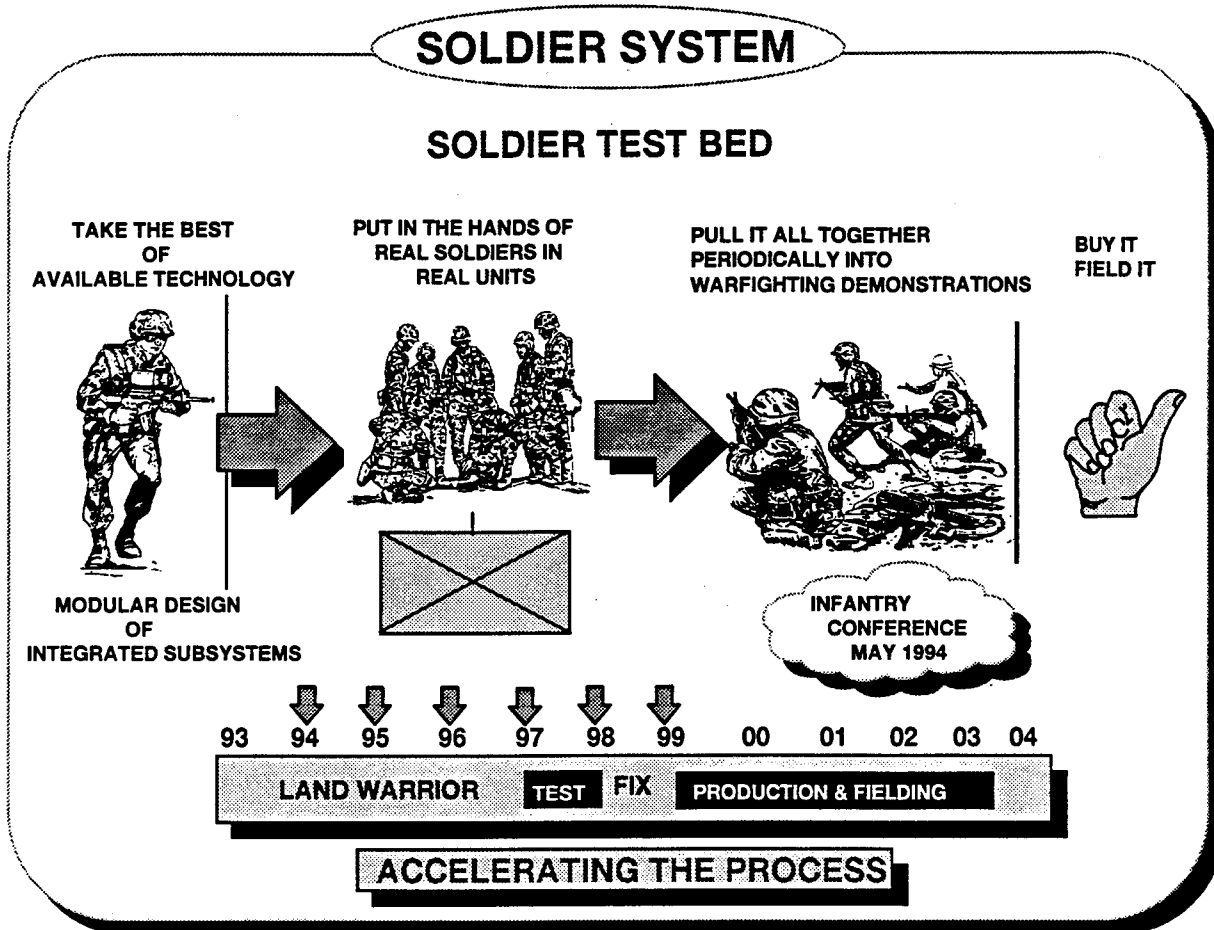 SOLDIER SYSTEM
SOLDIER TEST BED
TAKE THE BEST
OF
AVAILABLE TECHNOLOGY
PUT IN THE HANDS OF
REAL SOLDIERS IN
REAL UNITS
PULL IT ALL TOGETHER
PERIODICALLY INTO
WARFIGHTING DEMONSTRATIONS
BUY IT
FIELD IT
MODULAR DESIGN
OF
INTEGRATED SUBSYSTEMS
INFANTRY
CONFERENCE
MAY 1994
93 94 95 96 97 98 99 00 01 02 03 04
LAND WARRIOR TEST FIX PRODUCTION & FIELDING
ACCELERATING THE PROCESS